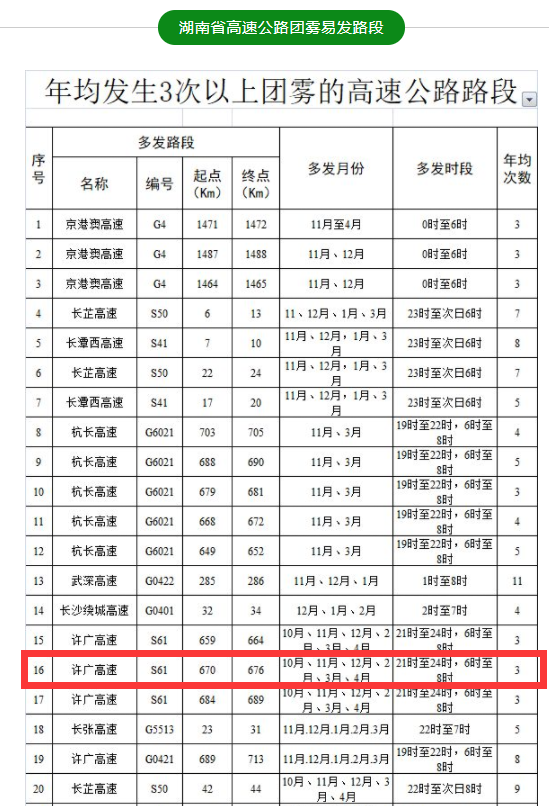 湖南省高速公路团雾易发路段
年均发生3次以上团雾的高速公路路段
序号 多发路段 多发月份 多发时段 年均次数
名称 编号 起点（Km） 终点（Km）
1 京港澳高速 G4 1471 1472 11月至4月 0时至6时 3
2 京港澳高速 G4 1487 1488 11月、12月 0时至6时 3
3 京港澳高速 G4 1464 1465 11月、12月 0时至6时 3
4 长芷高速 S50 6 13 11、12月、1月、3月 23时至次日6时 7
5 长潭西高速 S41 7 10 11月、12月，1月、3月 23时至次日6时 8
6 长芷高速 S50 22 24 11月、12月，1月、3月 23时至次日6时 7
7 长潭西高速 S41 17 20 11月、12月，1月、3月 23时至次日6时 5
8 杭长高速 G6021 703 705 11月、3月 19时至22时，6时至8时 4
9 杭长高速 G6021 688 690 11月、3月 19时至22时，6时至8时 5
10 杭长高速 G6021 679 681 11月、3月 19时至22时，6时至8时 3
11 杭长高速 G6021 668 672 11月、3月 19时至22时，6时至8时 4
12 杭长高速 G6021 649 652 11月、3月 19时至22时，6时至8时 5
13 武深高速 G0422 285 286 11月、12月、1月 1时至8时 11
14 长沙绕城高速 G0401 32 34 12月、1月、2月 2时至7时 4
15 许广高速 S61 659 664 10月、11月、12月、2月、3月、4月 21时至24时，6时至8时 3
16 许广高速 S61 670 676 10月、11月、12月、2月、3月、4月 21时至24时，6时至8时 3
17 许广高速 S61 684 689 10月、11月、12月、2月、3月、4月 21时至24时，6时至8时 3
18 长张高速 G5513 23 31 11月.12月.1月.2月.3月 22时至7时 5
19 许广高速 G0421 689 713 11月.12月.1月.2月.3月 19时至22时，6时至8时 8
20 长芷高速 S50 42 44 10月、11月、12月、3月、4月 22时至次日8时 9